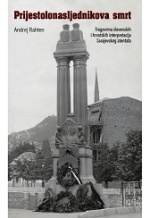 Prijestolonasljednikova smrt
Andrej Rahten
Tragovima slovenskih
i hrvatskih interpretacija
Sarajevskog atentata